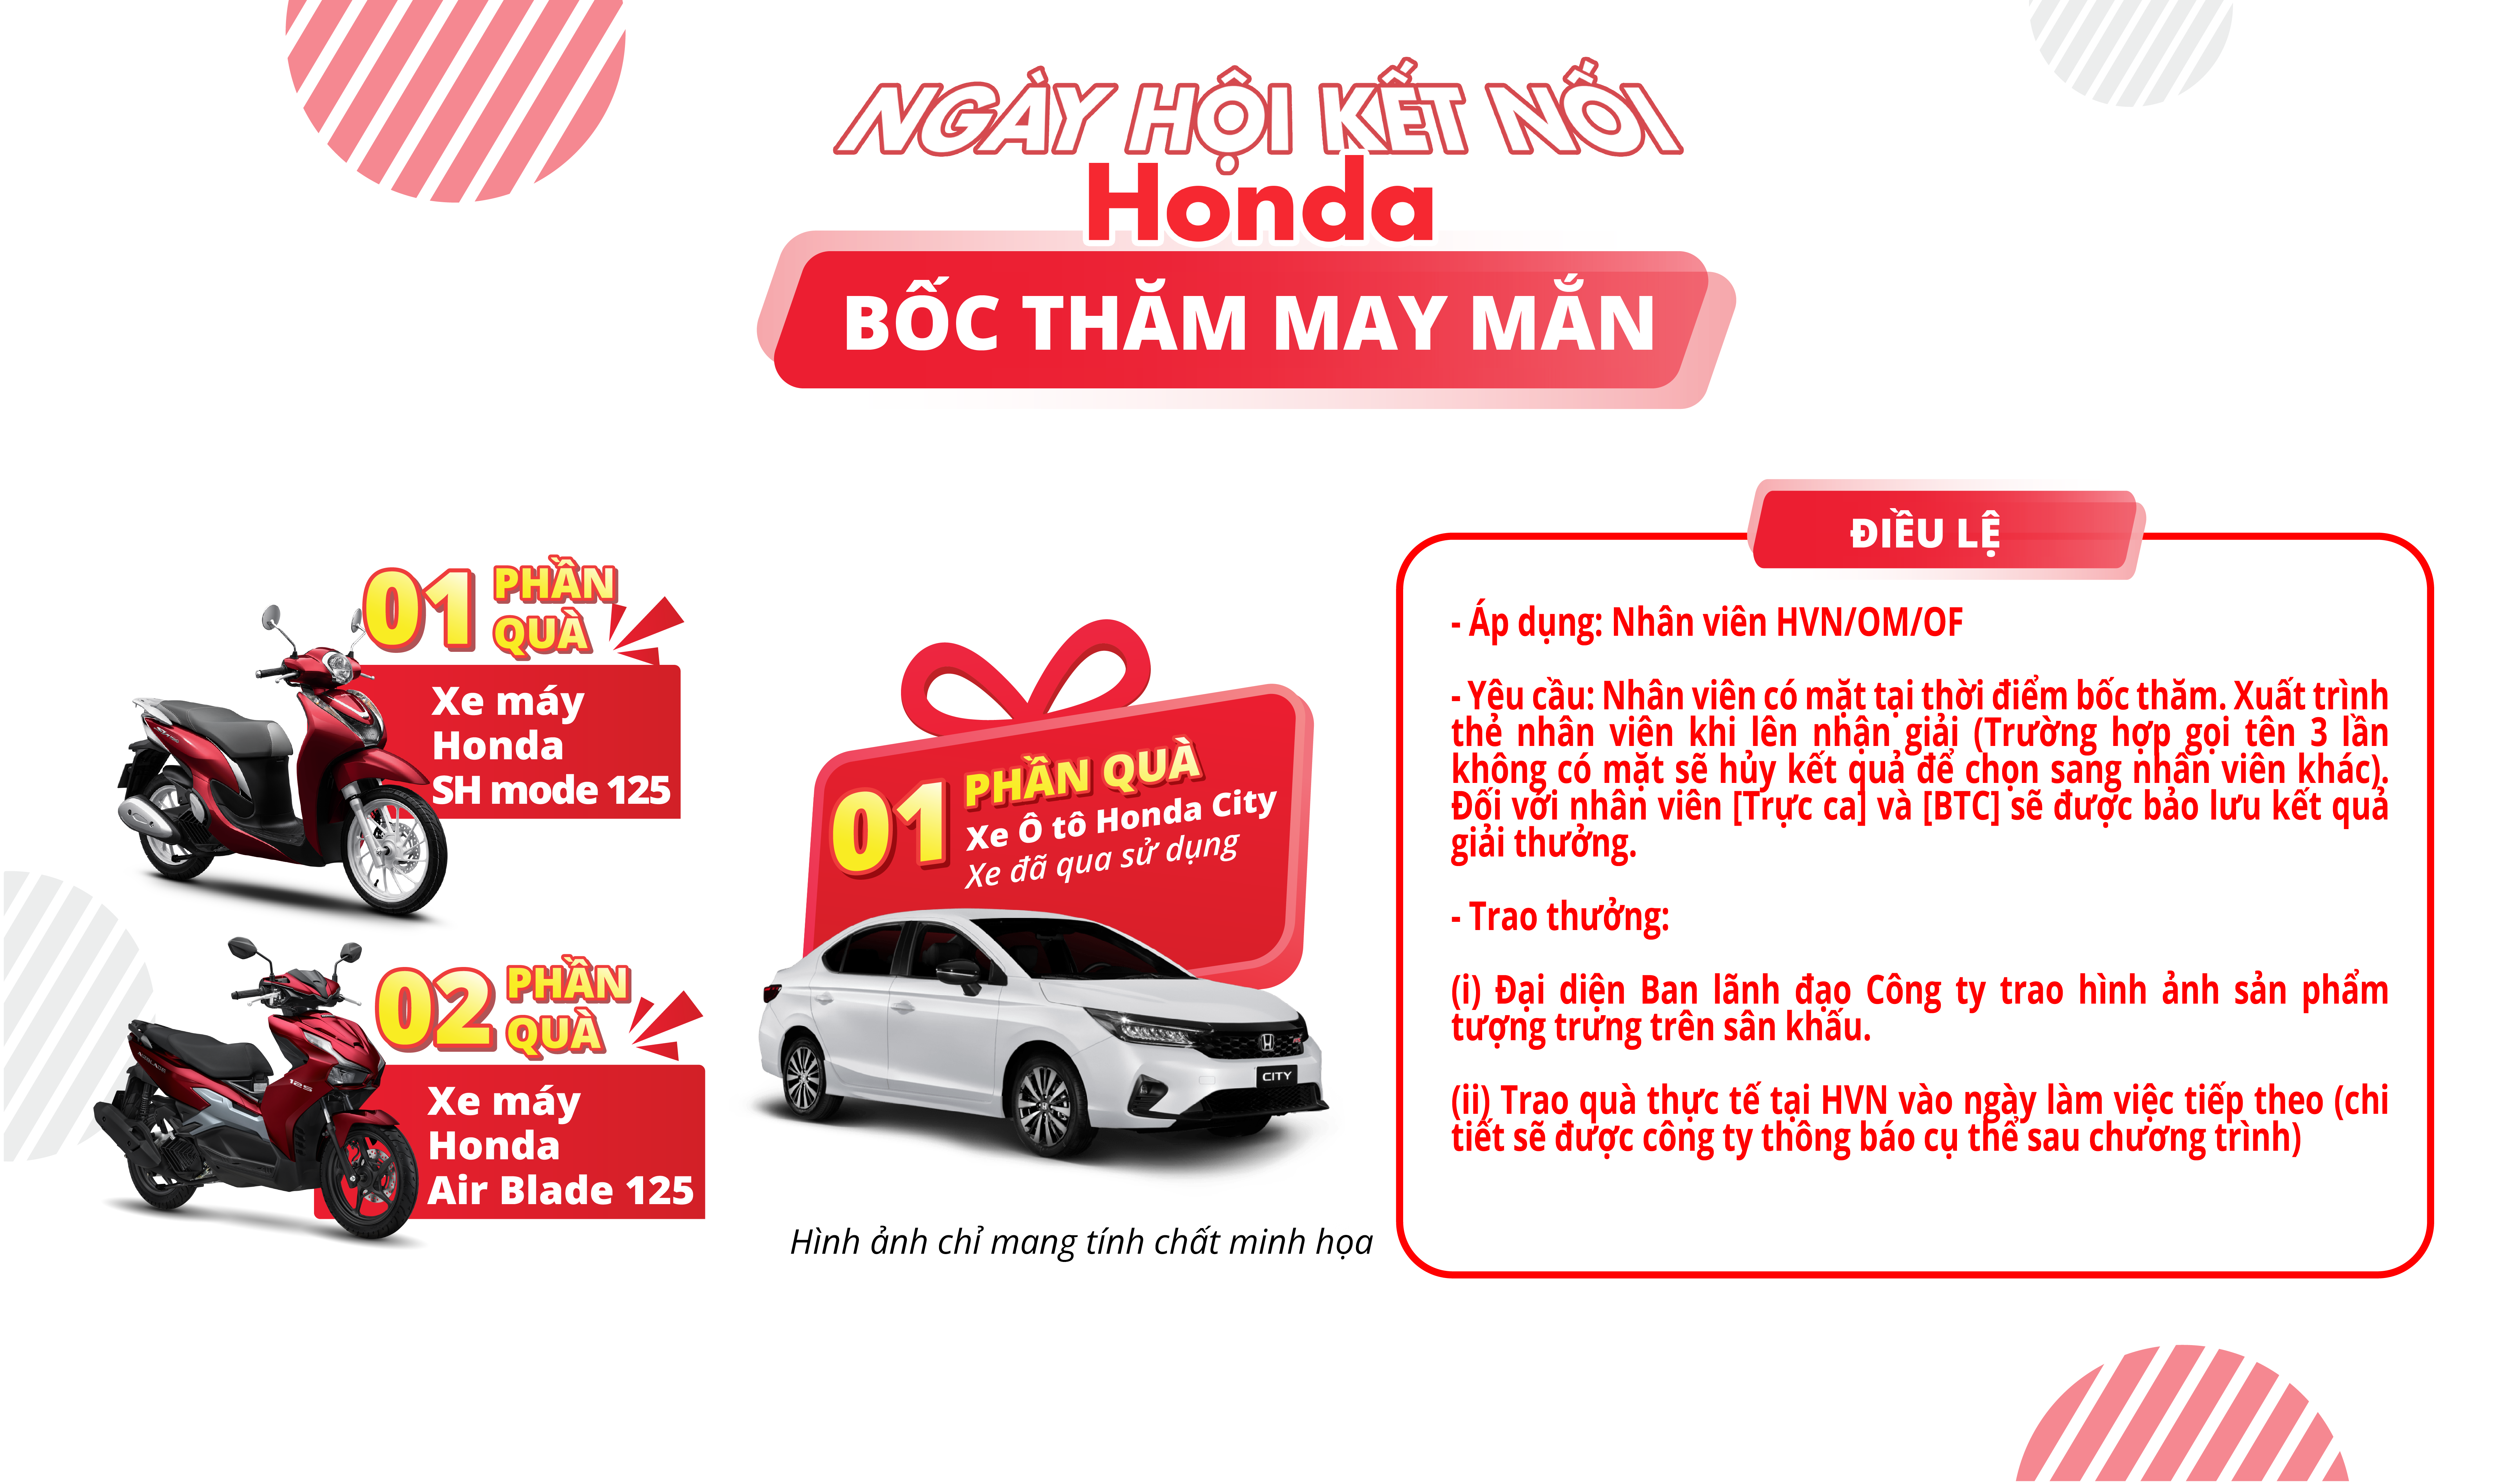 NGÀY HỘI KẾT NỐI
Honda
BỐC THĂM MAY MẮN
01 PHẦN
QUÀ
Xe máy
Honda
SH mode 125
02 PHẦN
QUÀ
Xe máy
Honda
Air Blade 125
125
01 PHẦN QUÀ
Xe Ô tô Honda City
Xe đã qua sử dụng
CITY
Hình ảnh chỉ mang tính chất minh họa
ĐIỀU LỆ
- Áp dụng: Nhân viên HVN/OM/OF
- Yêu cầu: Nhân viên có mặt tại thời điểm bốc thăm. Xuất trình
thẻ nhân viên khi lên nhận giải (Trường hợp gọi tên 3 lần
không có mặt sẽ hủy kết quả để chọn sang nhân viên khác).
Đối với nhân viên [Trực ca] và [BTC] sẽ được bảo lưu kết quả
giải thưởng.
- Trao thưởng:
(i) Đại diện Ban lãnh đạo Công ty trao hình ảnh sản phẩm
tượng trưng trên sân khấu.
(ii) Trao quà thực tế tại HVN vào ngày làm việc tiếp theo (chi
tiết sẽ được công ty thông báo cụ thể sau chương trình)